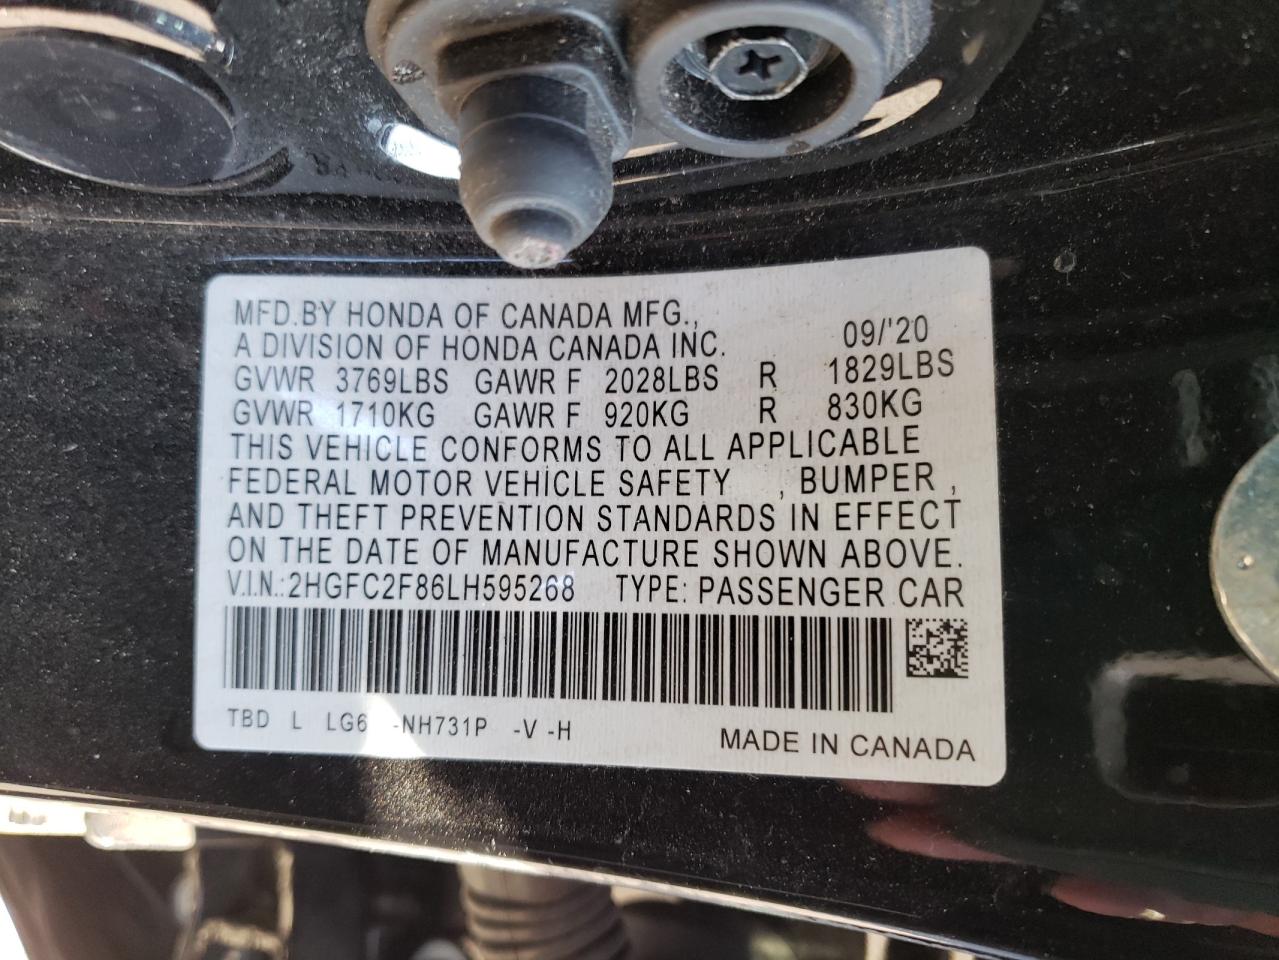 MFD.BY HONDA OF CANADA MFG.,
A DIVISION OF HONDA CANADA INC. 09/'20
GVWR 3769LBS GAWR F 2028LBS R 1829LBS
GVWR 1710KG GAWR F 920KG R 830KG
THIS VEHICLE CONFORMS TO ALL APPLICABLE
FEDERAL MOTOR VEHICLE SAFETY , BUMPER ,
AND THEFT PREVENTION STANDARDS IN EFFECT
ON THE DATE OF MANUFACTURE SHOWN ABOVE.
V.I.N.:2HGFC2F86LH595268 TYPE: PASSENGER CAR
TBD L LG6 -NH731P -V -H
MADE IN CANADA